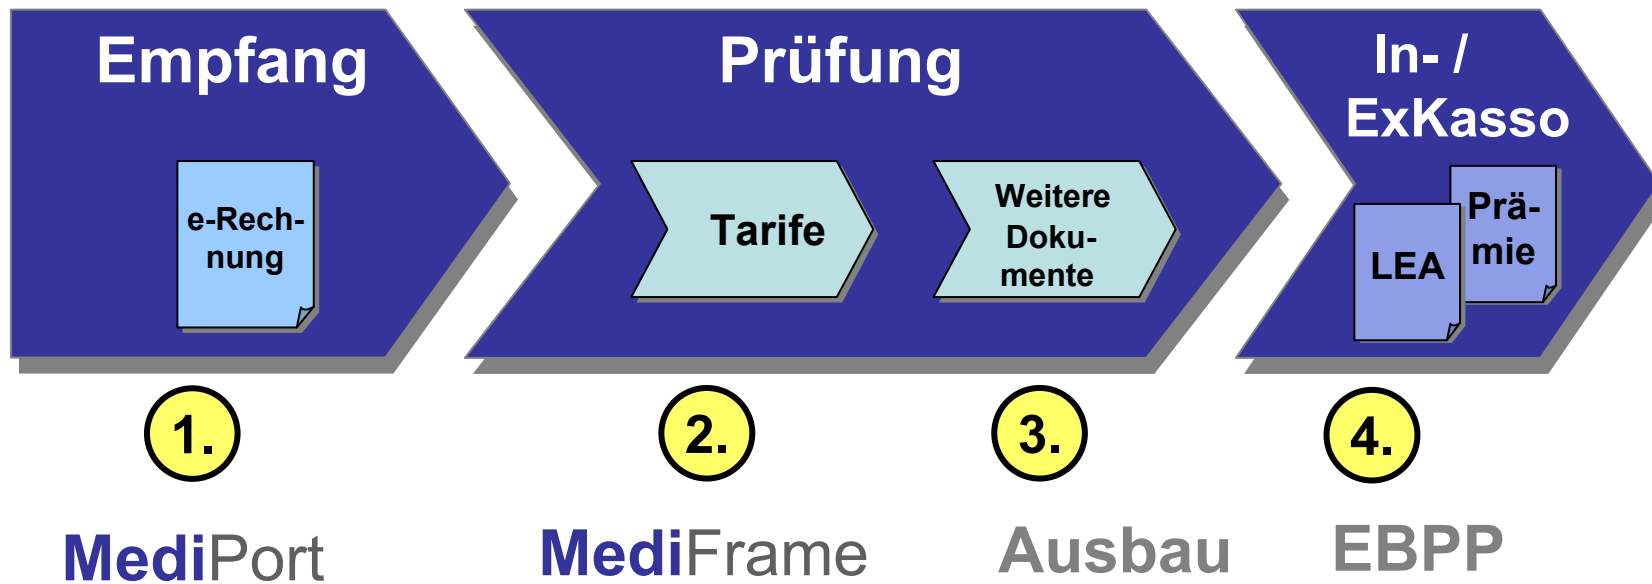 Empfang
e-Rech-
nung
Prüfung
Tarife
Weitere
Doku-
mente
In- /
ExKasso
LEA
Prä-
mie
1.
2.
3.
4.
MediPort
MediFrame
Ausbau
EBPP